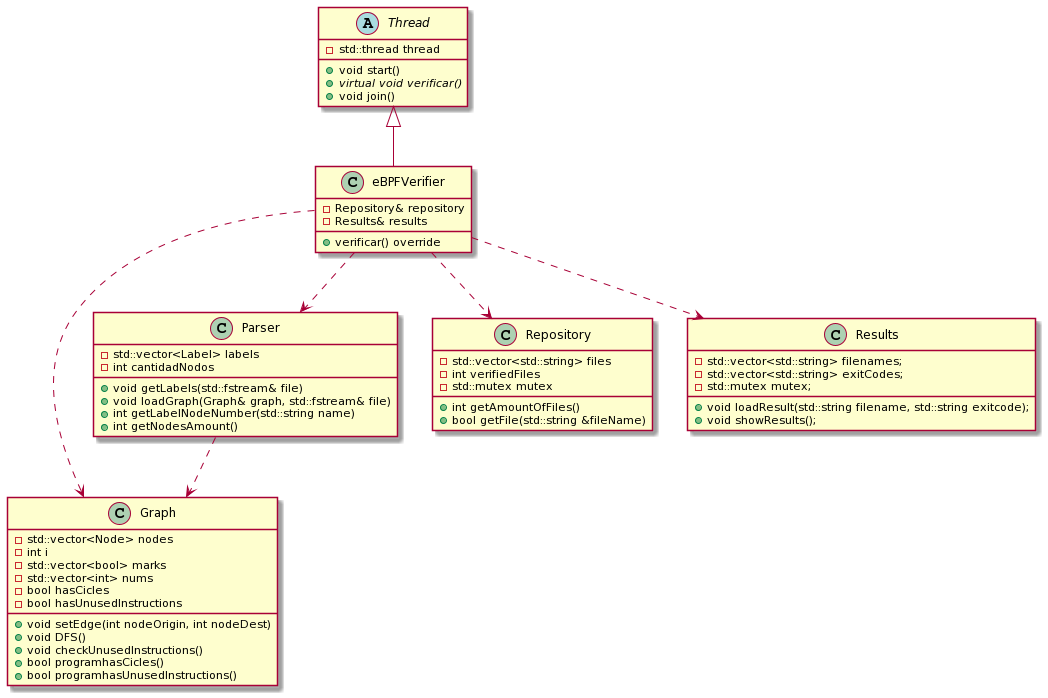 A Thread
std::thread thread
void start()
virtual void verificar()
void join()
C eBPFVerifier
Repository& repository
Results& results
verificar() override
C Parser
std::vector<Label> labels
int cantidadNodos
void getLabels(std::fstream& file)
void loadGraph(Graph& graph, std::fstream& file)
int getLabelNodeNumber(std::string name)
int getNodesAmount()
C Repository
std::vector<std::string> files
int verifiedFiles
std::mutex mutex
int getAmountOfFiles()
bool getFile(std::string &fileName)
C Results
std::vector<std::string> filenames;
std::vector<std::string> exitCodes;
std::mutex mutex;
void loadResult(std::string filename, std::string exitcode);
void showResults();
C Graph
std::vector<Node> nodes
int i
std::vector<bool> marks
std::vector<int> nums
bool hasCicles
bool hasUnusedInstructions
void setEdge(int nodeOrigin, int nodeDest)
void DFS()
void checkUnusedInstructions()
bool programhasCicles()
bool programhasUnusedInstructions()